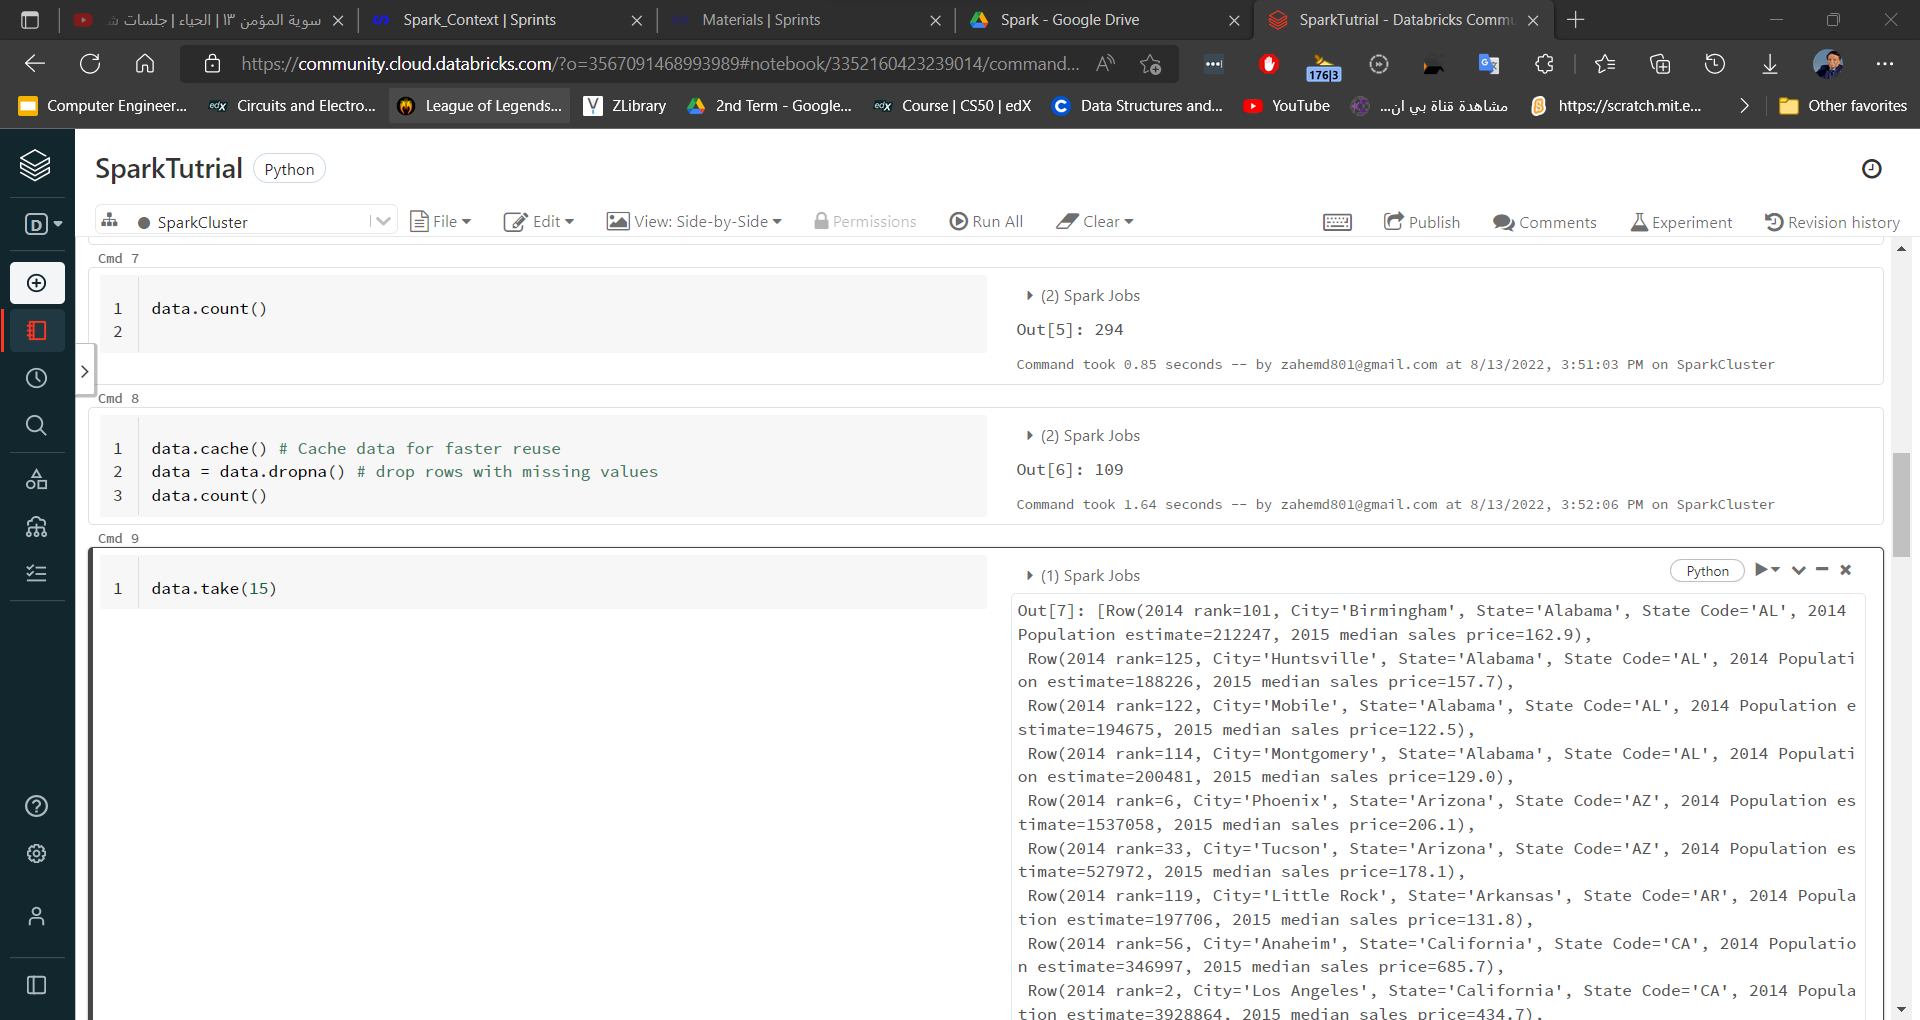 سوية المؤمن ١٣ | الحياء | جلسات ش
Spark_Context | Sprints
Materials | Sprints
Spark - Google Drive
SparkTutrial - Databricks Commu
https://community.cloud.databricks.com/?o=3567091468993989#notebook/3352160423239014/command...
176|3
Computer Engineer...
edX Circuits and Electro...
League of Legends...
ZLibrary
2nd Term - Google...
edX Course | CS50 | edX
Data Structures and...
YouTube
مشاهدة قناة بي ان...
https://scratch.mit.e...
Other favorites
SparkTutrial
Python
D
SparkCluster
File
Edit
View: Side-by-Side
Permissions
Run All
Clear
Publish
Comments
Experiment
Revision history
Cmd 7
1 data.count()
2
(2) Spark Jobs
Out[5]: 294
Command took 0.85 seconds -- by zahemd801@gmail.com at 8/13/2022, 3:51:03 PM on SparkCluster
Cmd 8
1 data.cache() # Cache data for faster reuse
2 data = data.dropna() # drop rows with missing values
3 data.count()
(2) Spark Jobs
Out[6]: 109
Command took 1.64 seconds -- by zahemd801@gmail.com at 8/13/2022, 3:52:06 PM on SparkCluster
Cmd 9
1 data.take(15)
(1) Spark Jobs
Python
Out[7]: [Row(2014 rank=101, City='Birmingham', State='Alabama', State Code='AL', 2014
Population estimate=212247, 2015 median sales price=162.9),
Row(2014 rank=125, City='Huntsville', State='Alabama', State Code='AL', 2014 Populati
on estimate=188226, 2015 median sales price=157.7),
Row(2014 rank=122, City='Mobile', State='Alabama', State Code='AL', 2014 Population e
stimate=194675, 2015 median sales price=122.5),
Row(2014 rank=114, City='Montgomery', State='Alabama', State Code='AL', 2014 Populati
on estimate=200481, 2015 median sales price=129.0),
Row(2014 rank=6, City='Phoenix', State='Arizona', State Code='AZ', 2014 Population es
timate=1537058, 2015 median sales price=206.1),
Row(2014 rank=33, City='Tucson', State='Arizona', State Code='AZ', 2014 Population es
timate=527972, 2015 median sales price=178.1),
Row(2014 rank=119, City='Little Rock', State='Arkansas', State Code='AR', 2014 Popula
tion estimate=197706, 2015 median sales price=131.8),
Row(2014 rank=56, City='Anaheim', State='California', State Code='CA', 2014 Populatio
n estimate=346997, 2015 median sales price=685.7),
Row(2014 rank=2, City='Los Angeles', State='California', State Code='CA', 2014 Popula
tion estimate=3928864, 2015 median sales price=434.7),